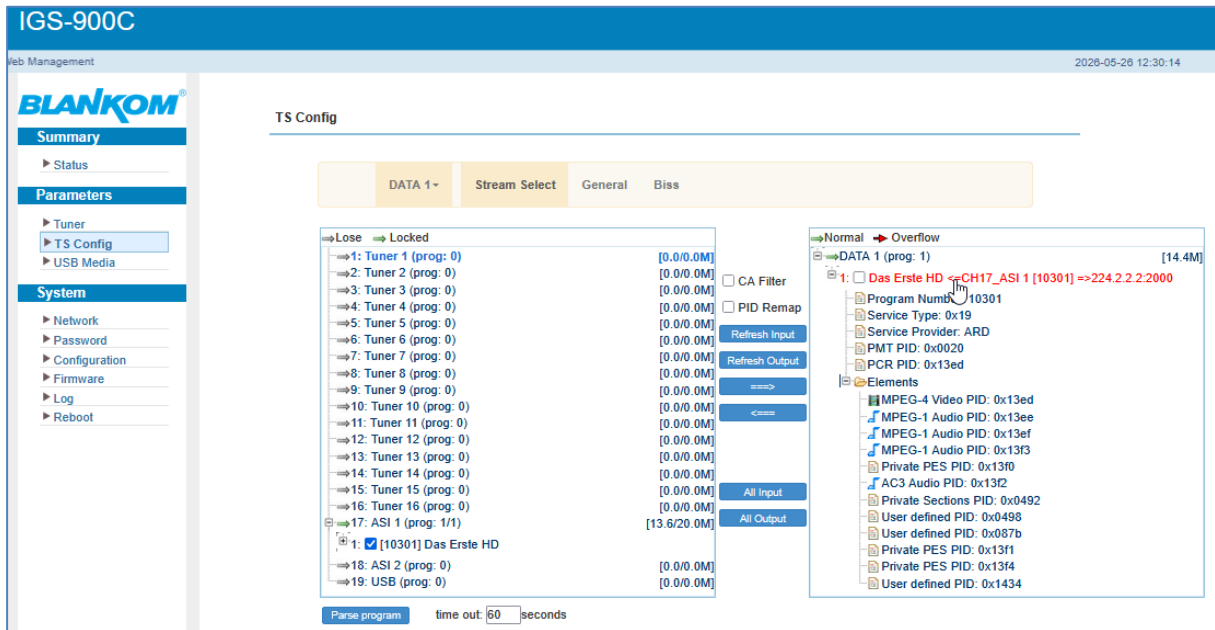 IGS-900C
Web Management
2026-05-26 12:30:14
BLANKOM®
Summary
Status
Parameters
Tuner
TS Config
USB Media
System
Network
Password
Configuration
Firmware
Log
Reboot
TS Config
DATA 1 Stream Select General Biss
Lose Locked
1: Tuner 1 (prog: 0) [0.0/0.0M]
2: Tuner 2 (prog: 0) [0.0/0.0M]
3: Tuner 3 (prog: 0) [0.0/0.0M]
4: Tuner 4 (prog: 0) [0.0/0.0M]
5: Tuner 5 (prog: 0) [0.0/0.0M]
6: Tuner 6 (prog: 0) [0.0/0.0M]
7: Tuner 7 (prog: 0) [0.0/0.0M]
8: Tuner 8 (prog: 0) [0.0/0.0M]
9: Tuner 9 (prog: 0) [0.0/0.0M]
10: Tuner 10 (prog: 0) [0.0/0.0M]
11: Tuner 11 (prog: 0) [0.0/0.0M]
12: Tuner 12 (prog: 0) [0.0/0.0M]
13: Tuner 13 (prog: 0) [0.0/0.0M]
14: Tuner 14 (prog: 0) [0.0/0.0M]
15: Tuner 15 (prog: 0) [0.0/0.0M]
16: Tuner 16 (prog: 0) [0.0/0.0M]
17: ASI 1 (prog: 1/1) [13.6/20.0M]
1: [10301] Das Erste HD
18: ASI 2 (prog: 0) [0.0/0.0M]
19: USB (prog: 0) [0.0/0.0M]
Parse program time out: 60 seconds
CA Filter
PID Remap
Refresh Input
Refresh Output
===>
<===
All Input
All Output
Normal Overflow
DATA 1 (prog: 1) [14.4M]
1: Das Erste HD <=CH17_ASI 1 [10301] =>224.2.2.2:2000
Program Number: 10301
Service Type: 0x19
Service Provider: ARD
PMT PID: 0x0020
PCR PID: 0x13ed
Elements
MPEG-4 Video PID: 0x13ed
MPEG-1 Audio PID: 0x13ee
MPEG-1 Audio PID: 0x13ef
MPEG-1 Audio PID: 0x13f3
Private PES PID: 0x13f0
AC3 Audio PID: 0x13f2
Private Sections PID: 0x0492
User defined PID: 0x0498
User defined PID: 0x087b
Private PES PID: 0x13f1
Private PES PID: 0x13f4
User defined PID: 0x1434